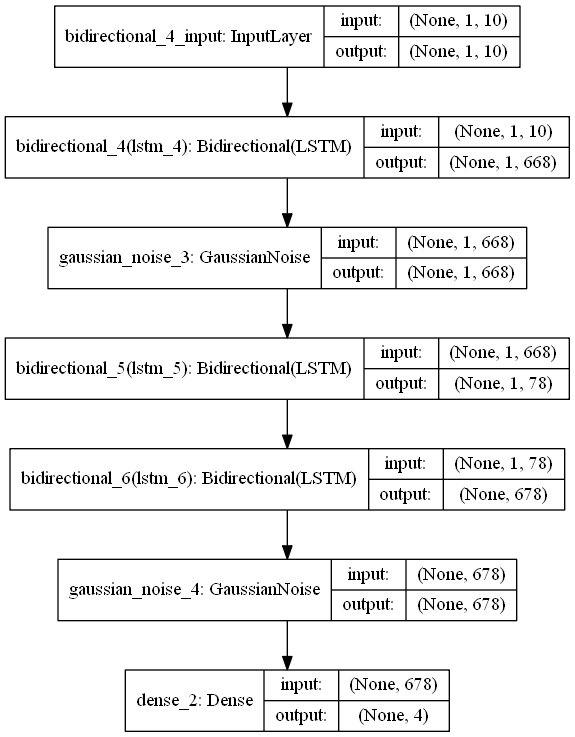 bidirectional_4_input: InputLayer
input: (None, 1, 10)
output: (None, 1, 10)
bidirectional_4(lstm_4): Bidirectional(LSTM)
input: (None, 1, 10)
output: (None, 1, 668)
gaussian_noise_3: GaussianNoise
input: (None, 1, 668)
output: (None, 1, 668)
bidirectional_5(lstm_5): Bidirectional(LSTM)
input: (None, 1, 668)
output: (None, 1, 78)
bidirectional_6(lstm_6): Bidirectional(LSTM)
input: (None, 1, 78)
output: (None, 678)
gaussian_noise_4: GaussianNoise
input: (None, 678)
output: (None, 678)
dense_2: Dense
input: (None, 678)
output: (None, 4)